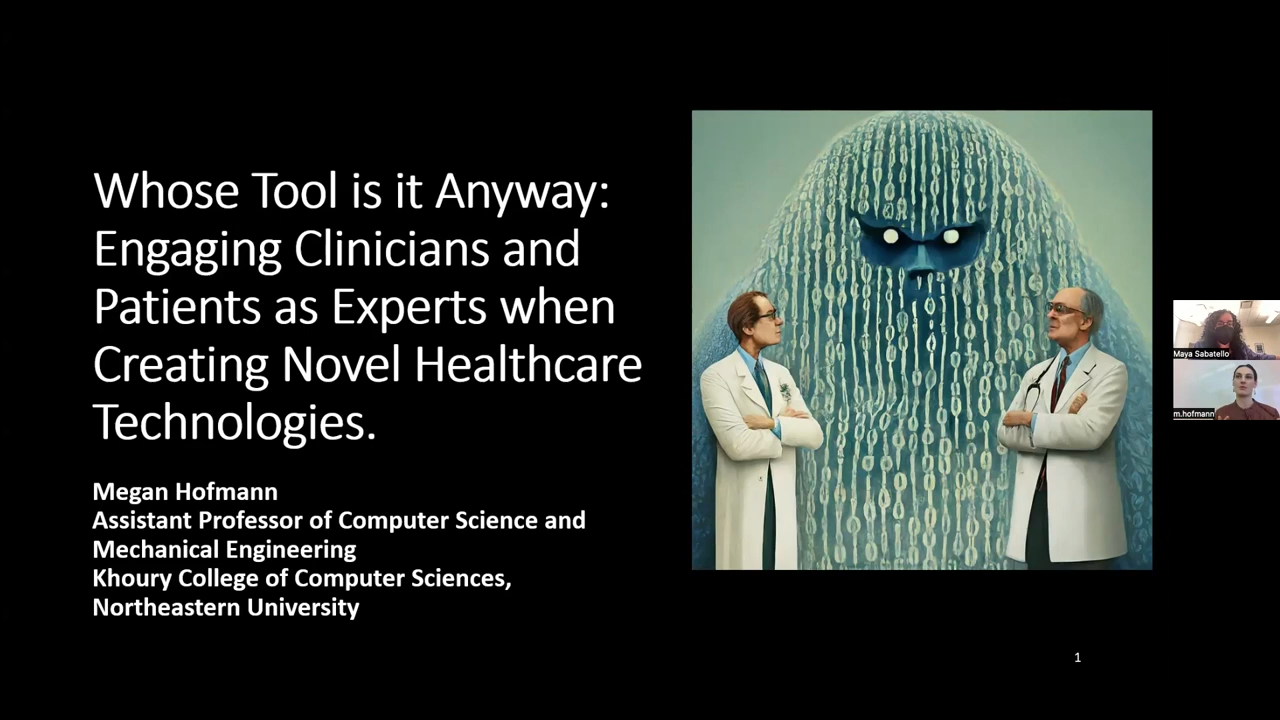 Whose Tool is it Anyway:
Engaging Clinicians and
Patients as Experts when
Creating Novel Healthcare
Technologies.
Megan Hofmann
Assistant Professor of Computer Science and
Mechanical Engineering
Khoury College of Computer Sciences,
Northeastern University
Maya Sabatello
m.hofmann
1